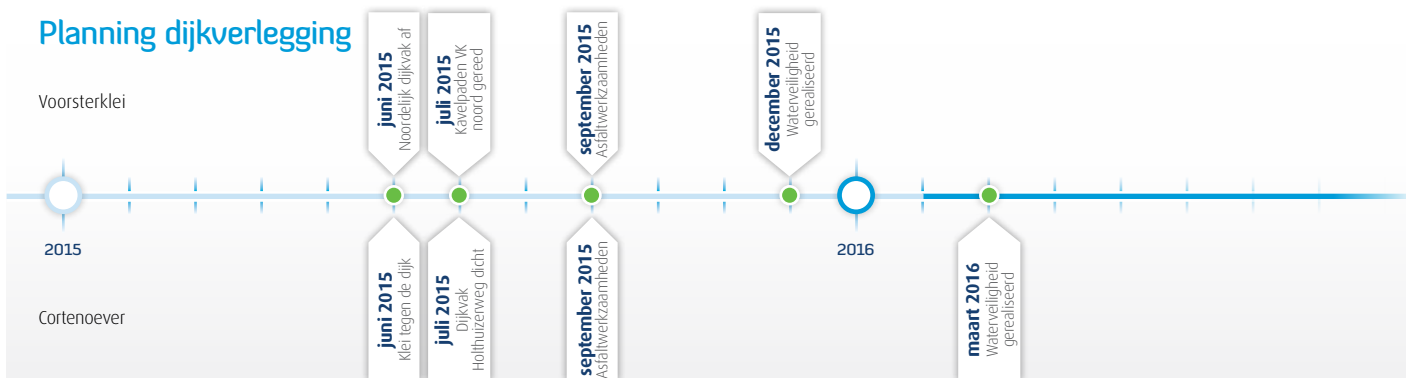 Planning dijkverlegging
Voorsterklei
juni 2015
Noordelijk dijkvak af
juli 2015
Kavelpaden VK
noord gereed
september 2015
Asfaltwerkzaamheden
december 2015
Waterveiligheid
gerealiseerd
2015
2016
Cortenoever
juni 2015
Klei tegen de dijk
juli 2015
Dijkvak
Holthuizerweg dicht
september 2015
Asfaltwerkzaamheden
maart 2016
Waterveiligheid
gerealiseerd